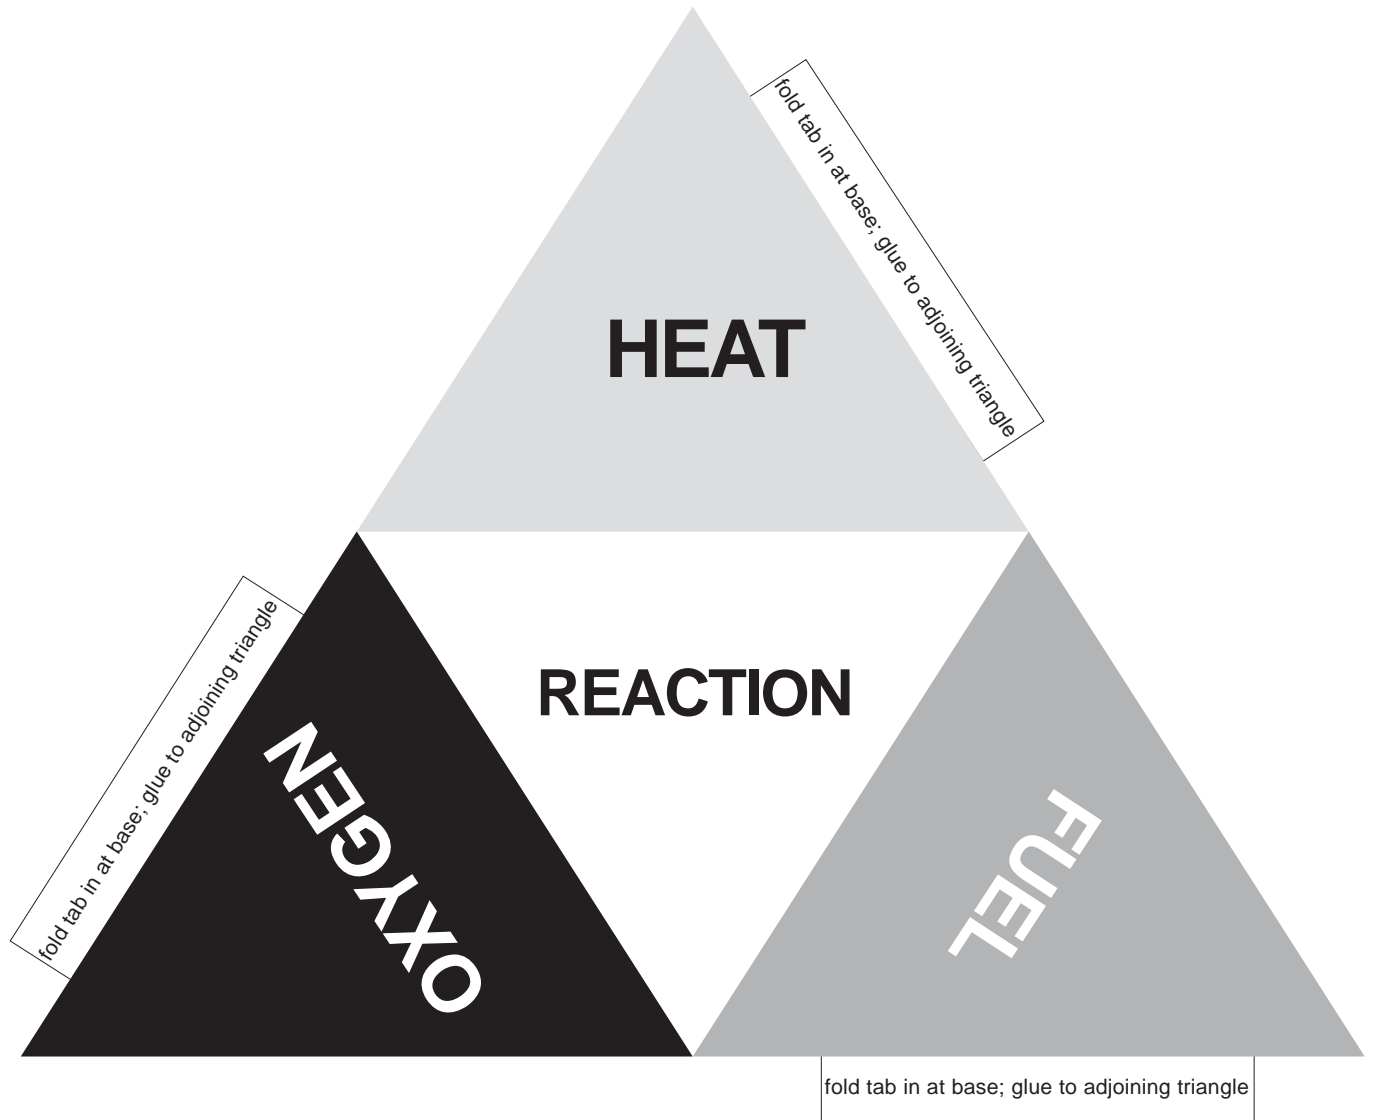 fold tab in at base; glue to adjoining triangle
HEAT
REACTION
fold tab in at base; glue to adjoining triangle
OXYGEN
FUEL
fold tab in at base; glue to adjoining triangle